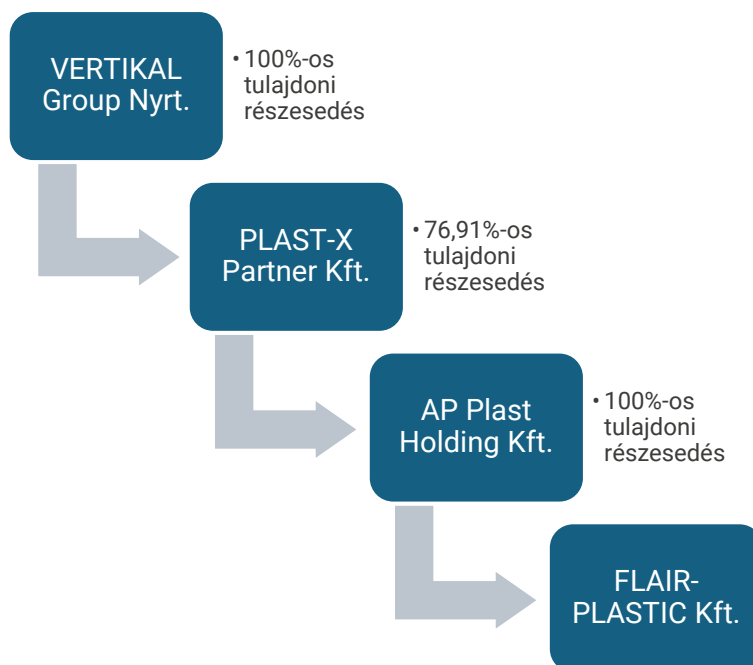 VERTIKAL
Group Nyrt.
• 100%-os
tulajdoni
részesedés
PLAST-X
Partner Kft.
• 76,91%-os
tulajdoni
részesedés
AP Plast
Holding Kft.
• 100%-os
tulajdoni
részesedés
FLAIR-
PLASTIC Kft.